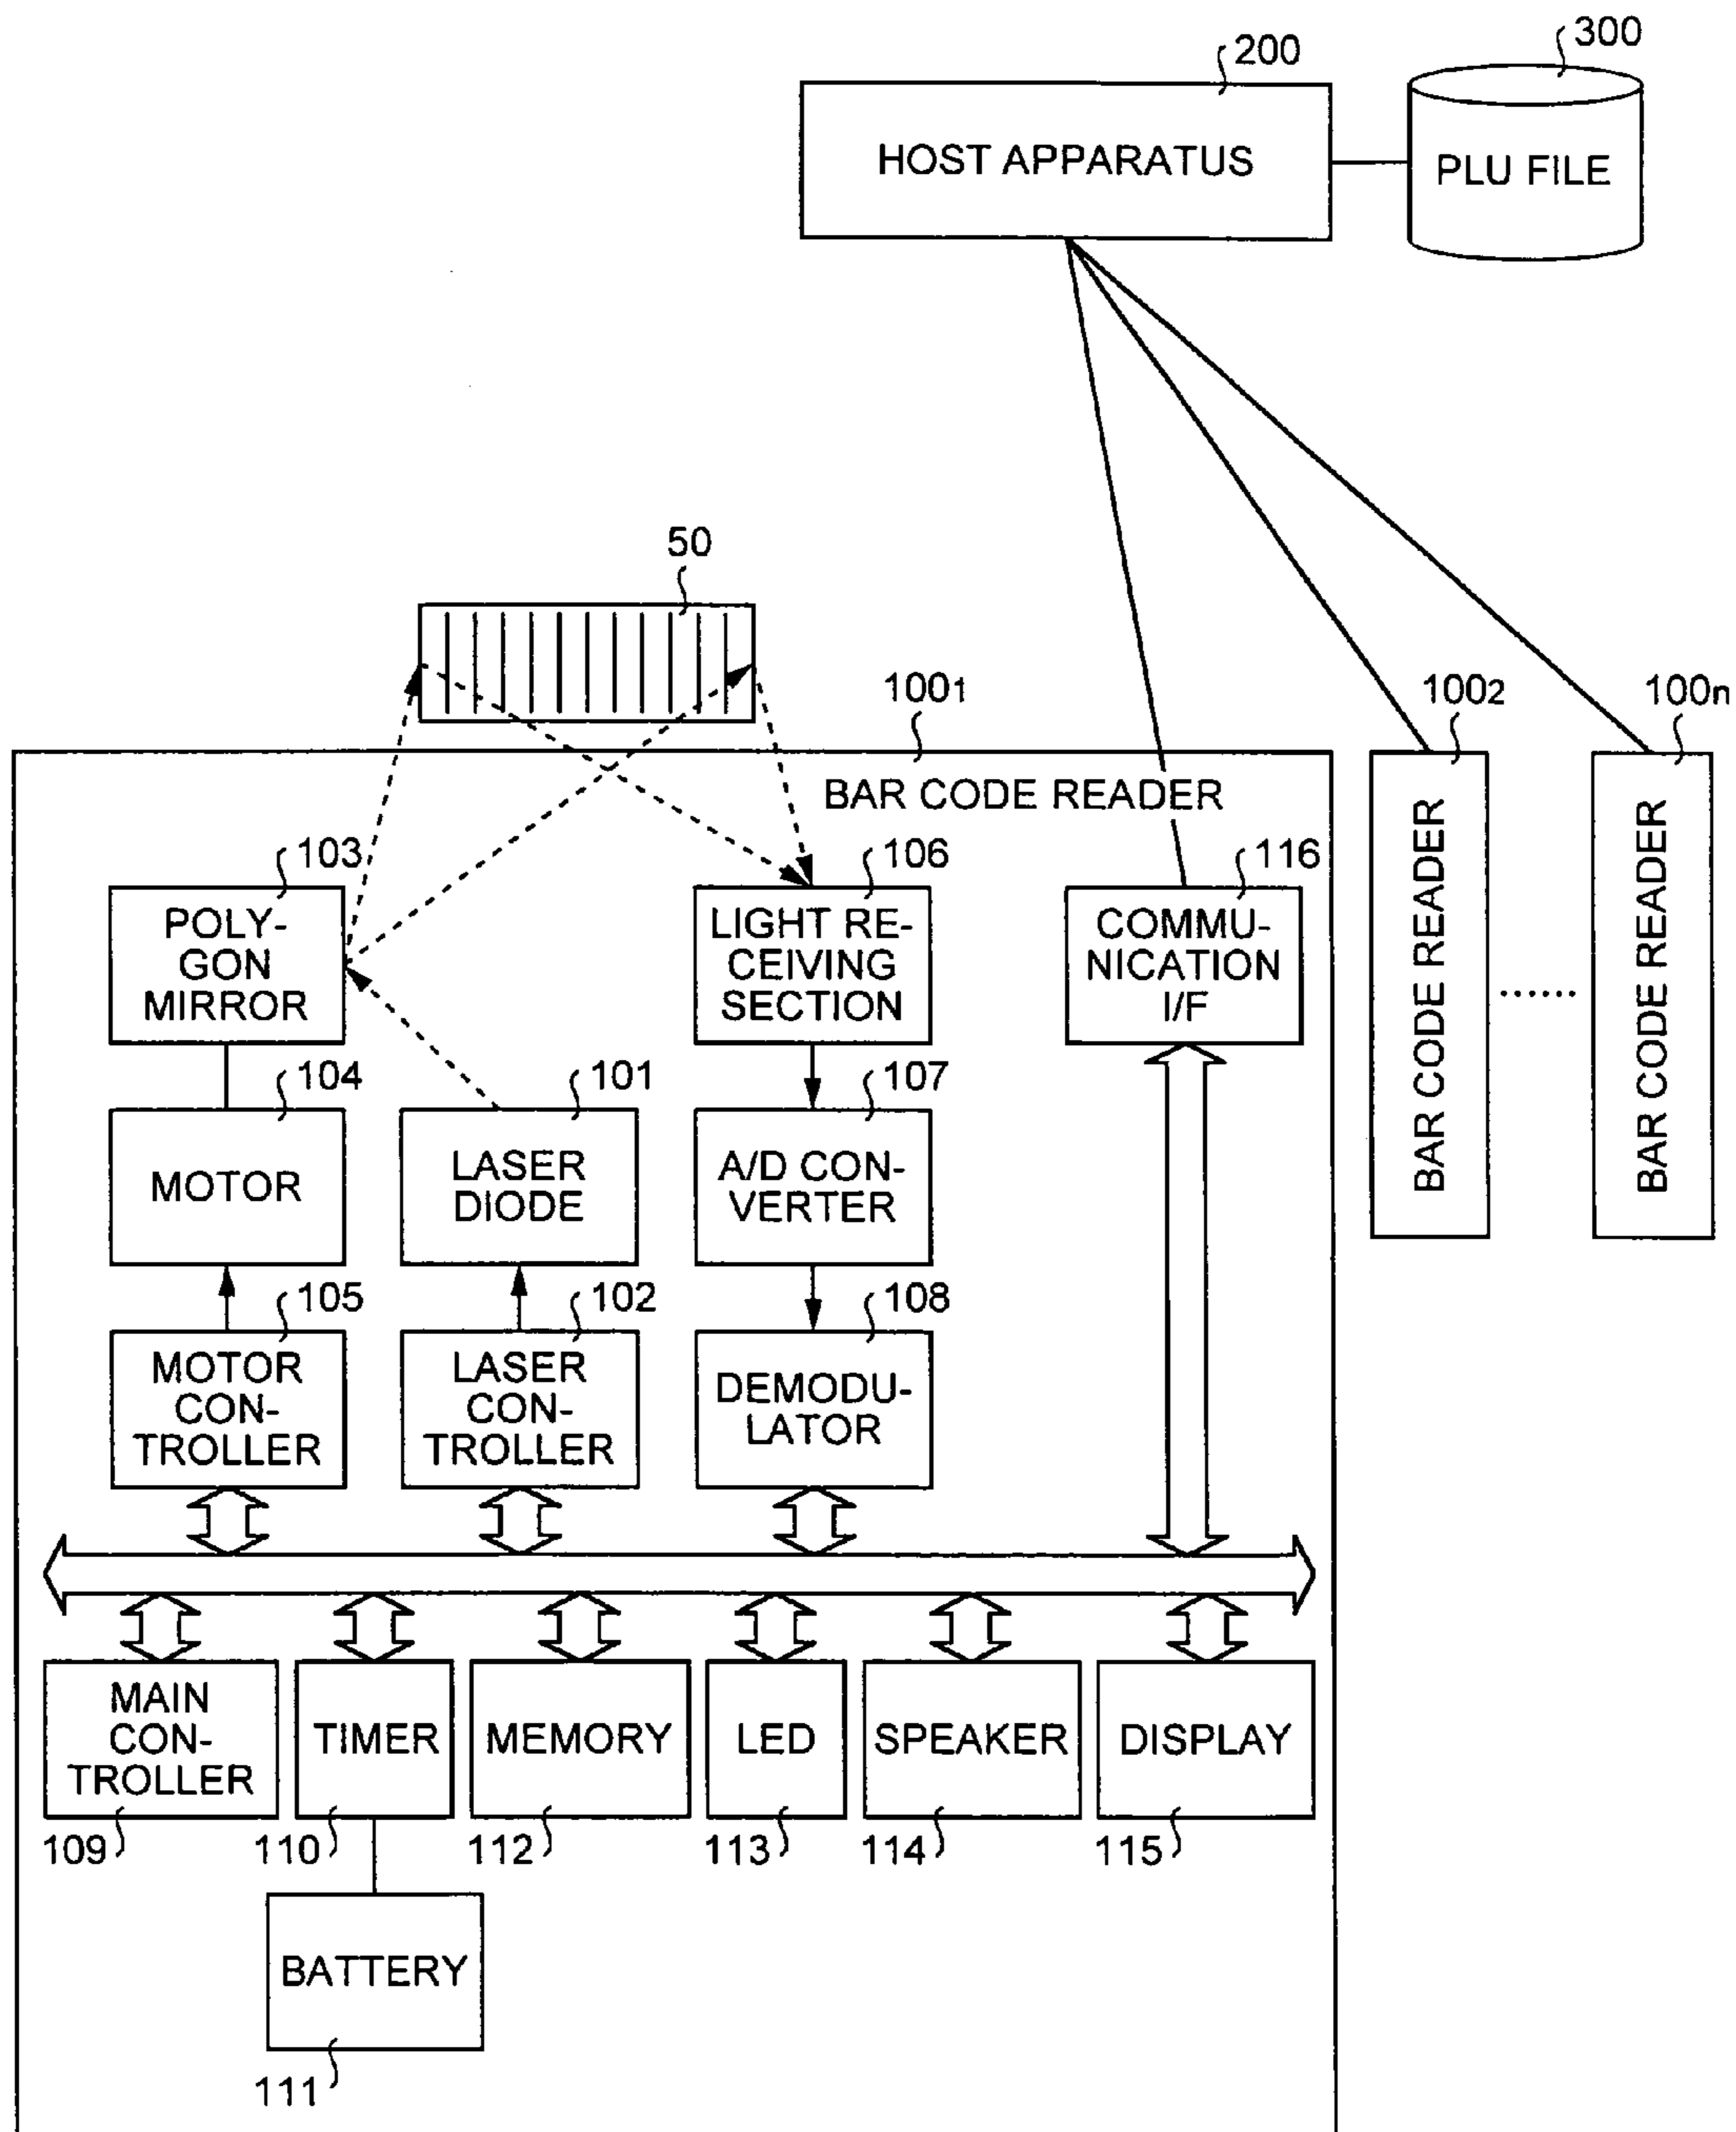 200
300
HOST APPARATUS
PLU FILE
50
1001
1002
100n
BAR CODE READER
BAR CODE READER
BAR CODE READER
103
106
116
POLY-
GON
MIRROR
LIGHT RE-
CEIVING
SECTION
COMMU-
NICATION
I/F
104
101
107
MOTOR
LASER
DIODE
A/D CON-
VERTER
105
102
108
MOTOR
CON-
TROLLER
LASER
CON-
TROLLER
DEMODU-
LATOR
MAIN
CON-
TROLLER
TIMER
MEMORY
LED
SPEAKER
DISPLAY
109
110
112
113
114
115
BATTERY
111